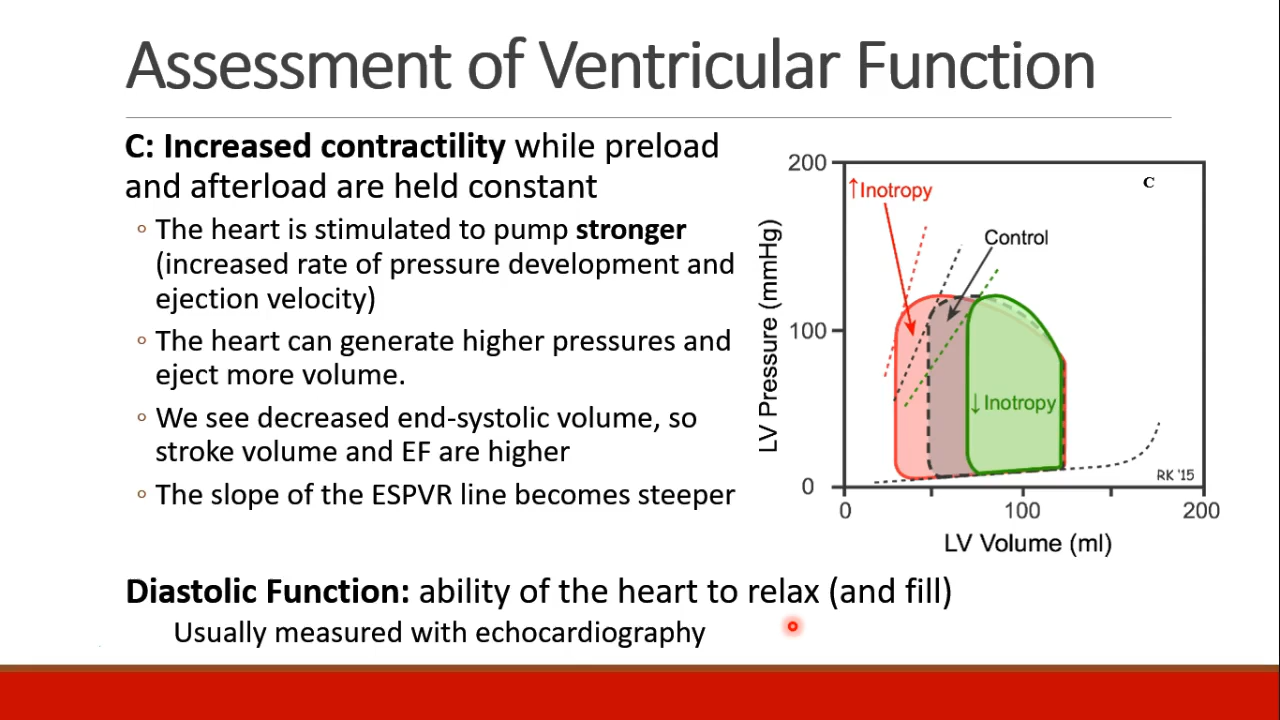 Assessment of Ventricular Function
C: Increased contractility while preload
and afterload are held constant
◦ The heart is stimulated to pump stronger
(increased rate of pressure development and
ejection velocity)
◦ The heart can generate higher pressures and
eject more volume.
◦ We see decreased end-systolic volume, so
stroke volume and EF are higher
◦ The slope of the ESPVR line becomes steeper
Diastolic Function: ability of the heart to relax (and fill)
Usually measured with echocardiography
200
↑Inotropy
C
Control
LV Pressure (mmHg)
100
↓Inotropy
RK '15
0
0
100
200
LV Volume (ml)